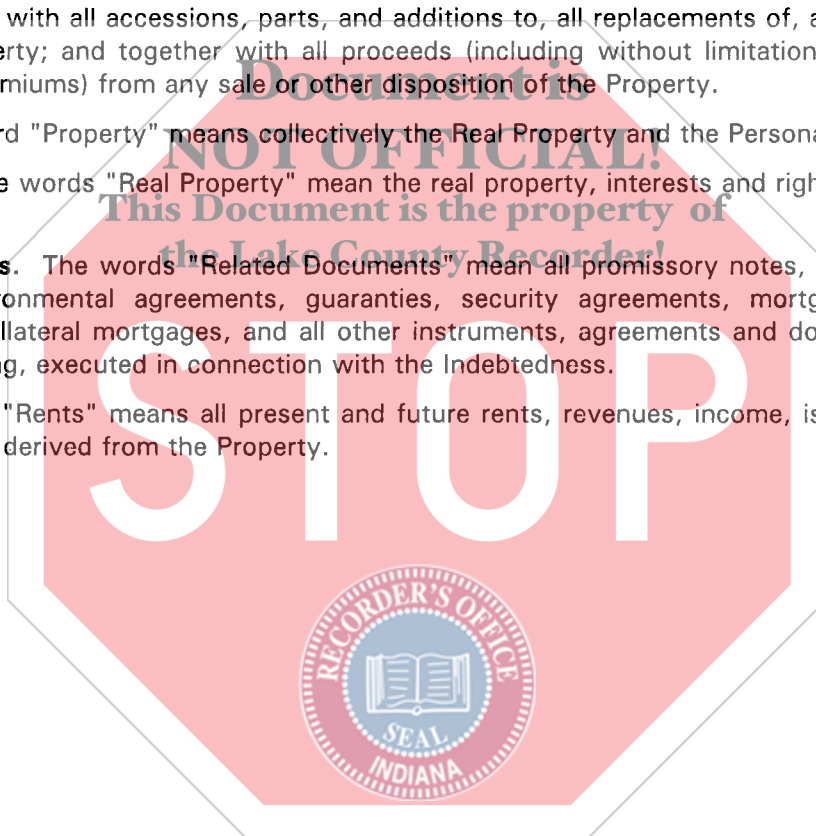 with all accessions, parts, and additions to, all replacements of, a
erty; and together with all proceeds (including without limitation
miums) from any sale or other disposition of the Property.
Document is
rd "Property" means collectively the Real Property and the Persona
NOT OFFICIAL!
e words "Real Property" mean the real property, interests and righ
This Document is the property of
the Lake County Recorder!
s. The words "Related Documents" mean all promissory notes,
onmental agreements, guaranties, security agreements, mortg
llateral mortgages, and all other instruments, agreements and do
g, executed in connection with the Indebtedness.
STOP
"Rents" means all present and future rents, revenues, income, is
derived from the Property.
RECORDER'S OFFICE
SEAL
INDIANA